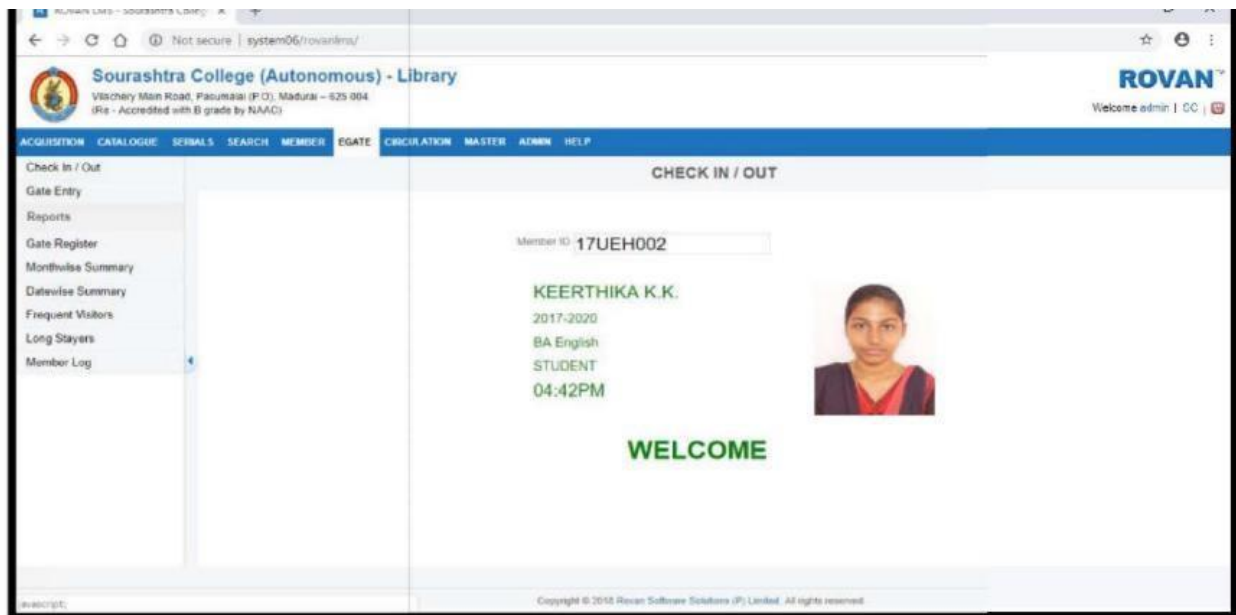 ROVAN LMS - Sourashtra Colleg
Not secure | system06/rovanlms/
Sourashtra College (Autonomous) - Library
Vilachery Main Road, Pasumalai (P.O), Madurai – 625 004
(Re - Accredited with B grade by NAAC)
ROVAN
Welcome admin |
ACQUISITION CATALOGUE SERIALS SEARCH MEMBER EGATE CIRCULATION MASTER ADMIN HELP
Check In / Out
Gate Entry
Reports
Gate Register
Monthwise Summary
Datewise Summary
Frequent Visitors
Long Stayers
Member Log
CHECK IN / OUT
Member ID 17UEH002
KEERTHIKA K.K.
2017-2020
BA English
STUDENT
04:42PM
WELCOME
javascript:
Copyright © 2018 Rovan Software Solutions (P) Limited. All rights reserved.